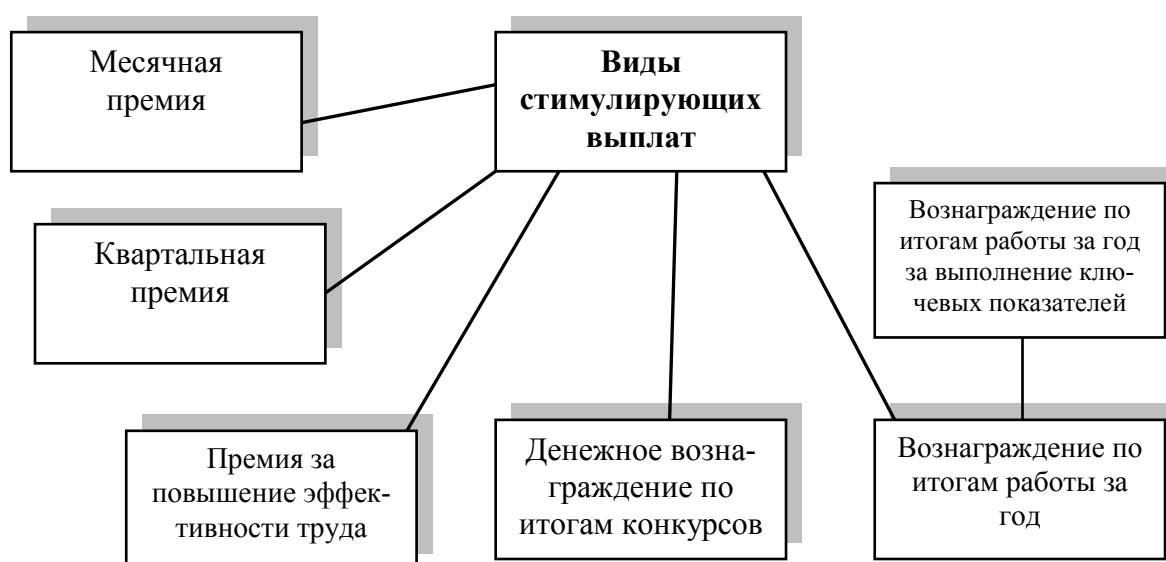 Месячная
премия
Виды
стимулирующих
выплат
Квартальная
премия
Вознаграждение по
итогам работы за год
за выполнение клю-
чевых показателей
Премия за
повышение эффек-
тивности труда
Денежное возна-
граждение по
итогам конкурсов
Вознаграждение по
итогам работы за
год